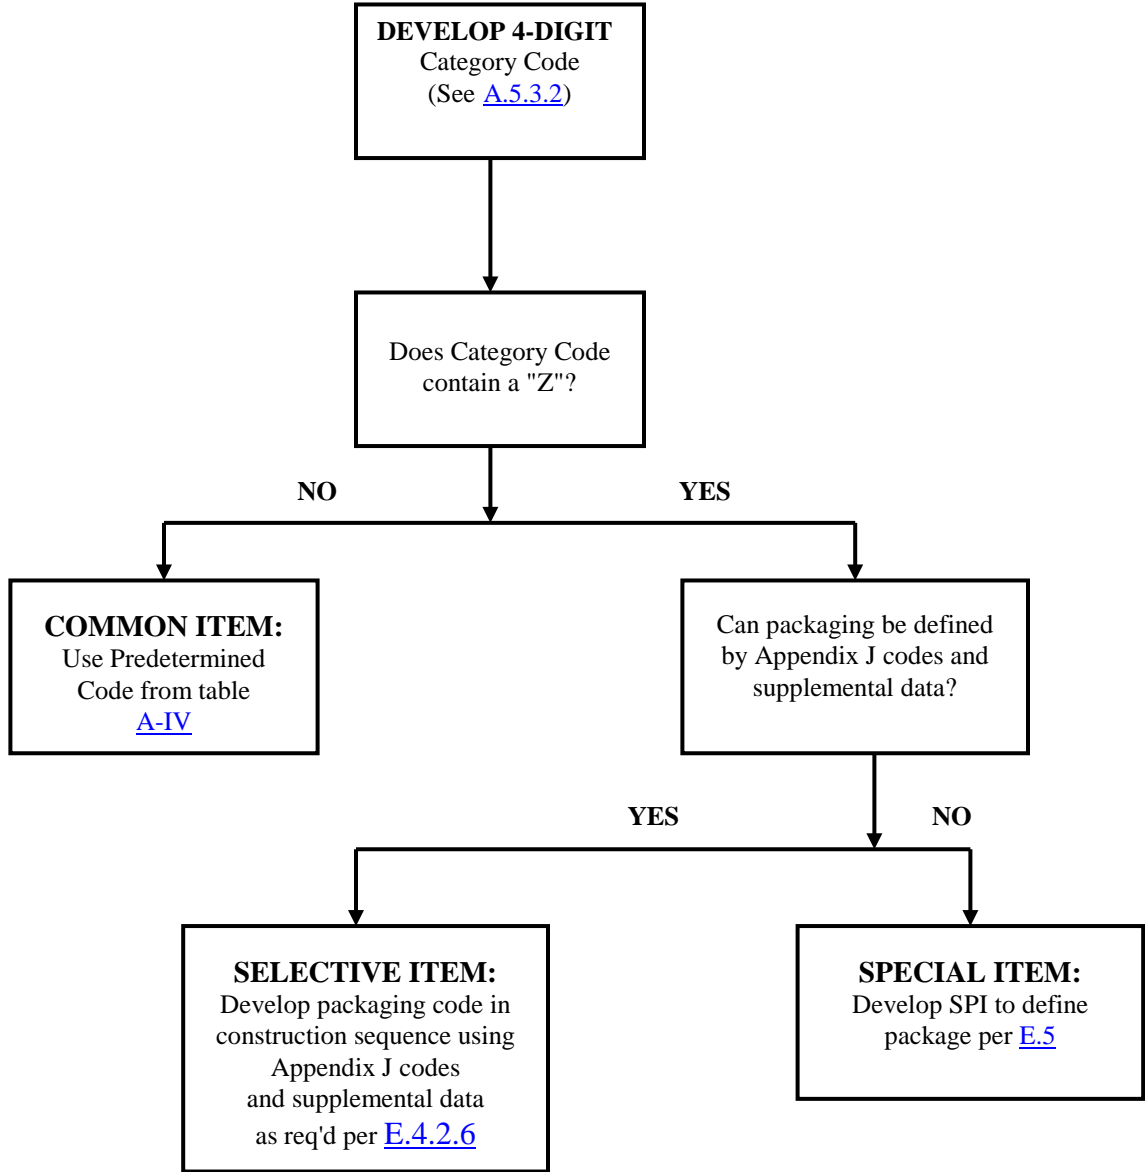 DEVELOP 4-DIGIT
Category Code
(See A.5.3.2)
Does Category Code
contain a "Z"?
NO
YES
COMMON ITEM:
Use Predetermined
Code from table
A-IV
Can packaging be defined
by Appendix J codes and
supplemental data?
YES
NO
SELECTIVE ITEM:
Develop packaging code in
construction sequence using
Appendix J codes
and supplemental data
as req'd per E.4.2.6
SPECIAL ITEM:
Develop SPI to define
package per E.5